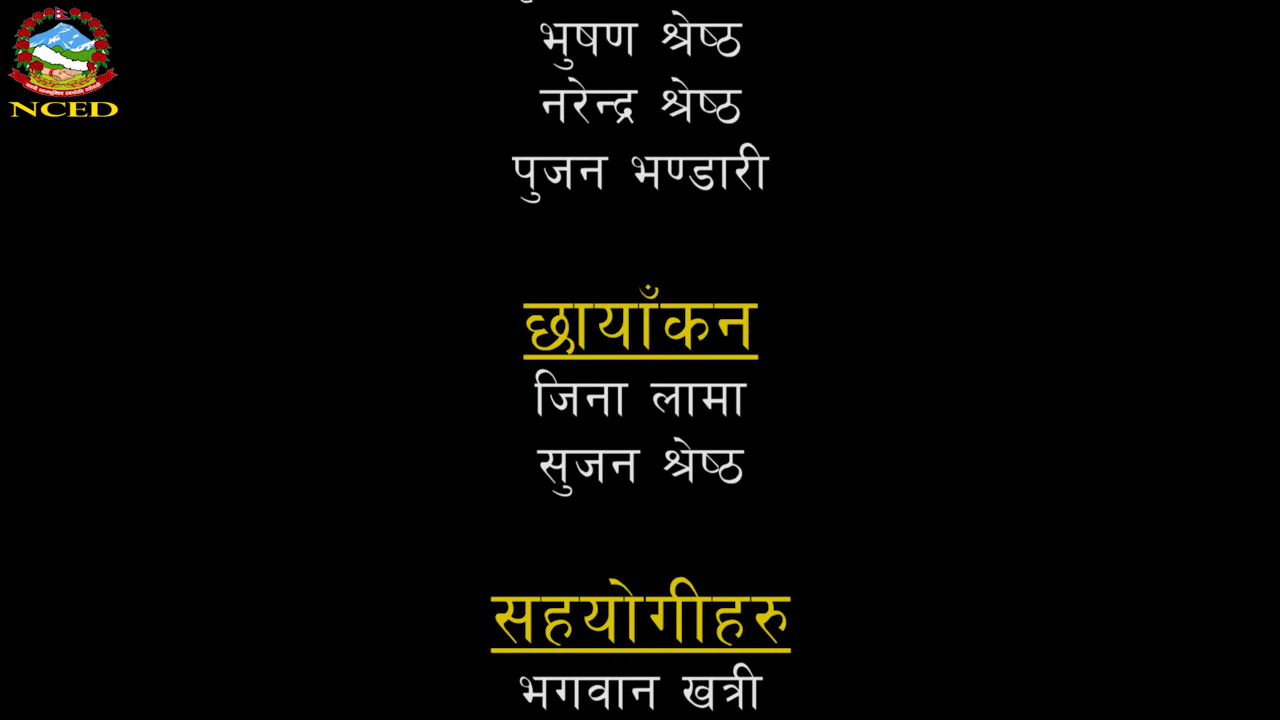 भुषण श्रेष्ठ
नरेन्द्र श्रेष्ठ
पुजन भण्डारी
छायाँकन
जिना लामा
सुजन श्रेष्ठ
सहयोगीहरु
भगवान खत्री
NCED